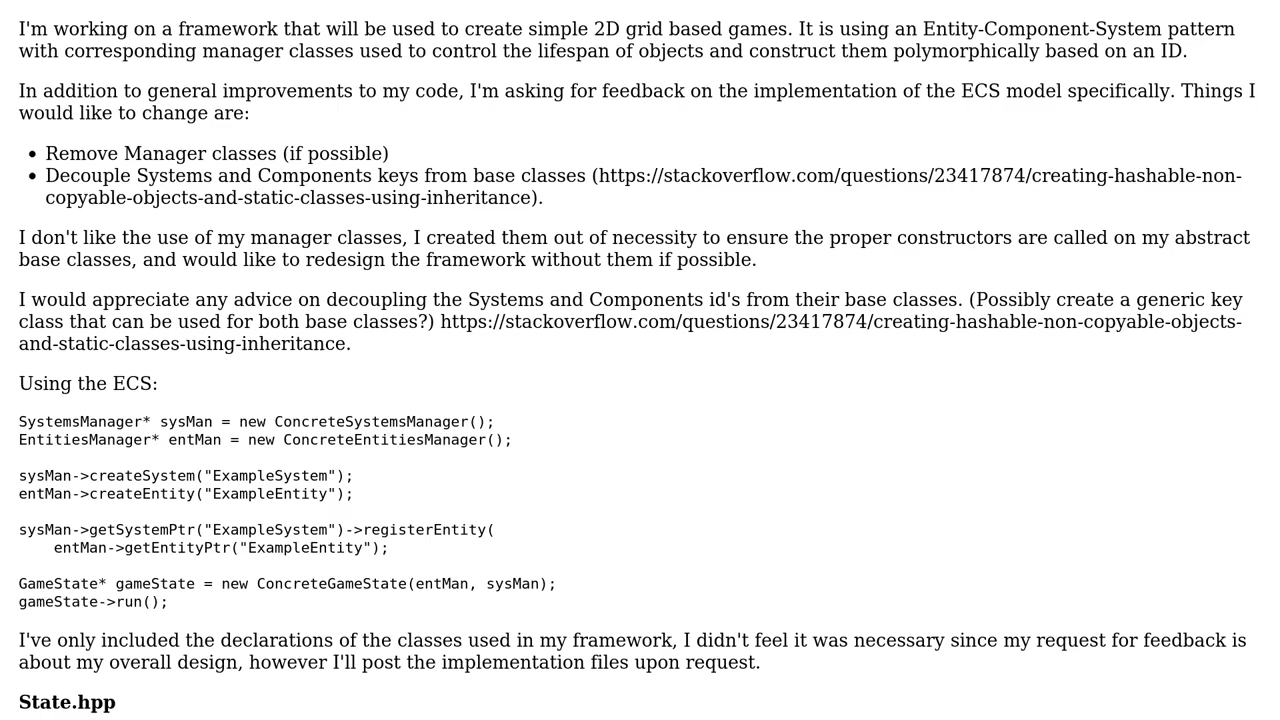 I'm working on a framework that will be used to create simple 2D grid based games. It is using an Entity-Component-System pattern
with corresponding manager classes used to control the lifespan of objects and construct them polymorphically based on an ID.
In addition to general improvements to my code, I'm asking for feedback on the implementation of the ECS model specifically. Things I
would like to change are:
• Remove Manager classes (if possible)
• Decouple Systems and Components keys from base classes (https://stackoverflow.com/questions/23417874/creating-hashable-non-
copyable-objects-and-static-classes-using-inheritance).
I don't like the use of my manager classes, I created them out of necessity to ensure the proper constructors are called on my abstract
base classes, and would like to redesign the framework without them if possible.
I would appreciate any advice on decoupling the Systems and Components id's from their base classes. (Possibly create a generic key
class that can be used for both base classes?) https://stackoverflow.com/questions/23417874/creating-hashable-non-copyable-objects-
and-static-classes-using-inheritance.
Using the ECS:
SystemsManager* sysMan = new ConcreteSystemsManager();
EntitiesManager* entMan = new ConcreteEntitiesManager();
sysMan->createSystem("ExampleSystem");
entMan->createEntity("ExampleEntity");
sysMan->getSystemPtr("ExampleSystem")->registerEntity(
    entMan->getEntityPtr("ExampleEntity");
GameState* gameState = new ConcreteGameState(entMan, sysMan);
gameState->run();
I've only included the declarations of the classes used in my framework, I didn't feel it was necessary since my request for feedback is
about my overall design, however I'll post the implementation files upon request.
State.hpp